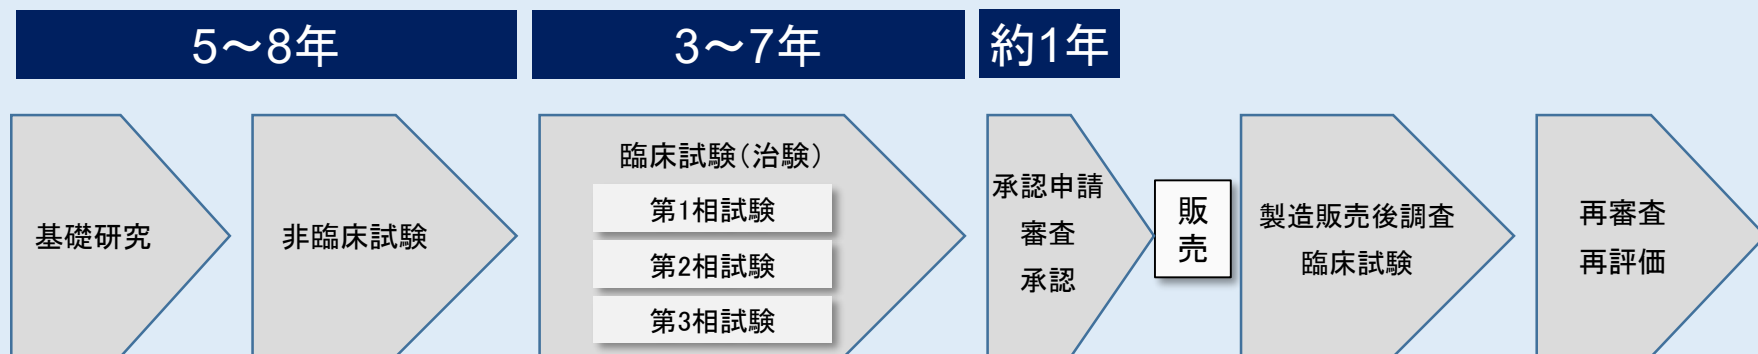 5～8年
3～7年
約1年
基礎研究
非臨床試験
臨床試験（治験）
第1相試験
第2相試験
第3相試験
承認申請
審査
承認
販
売
製造販売後調査
臨床試験
再審査
再評価